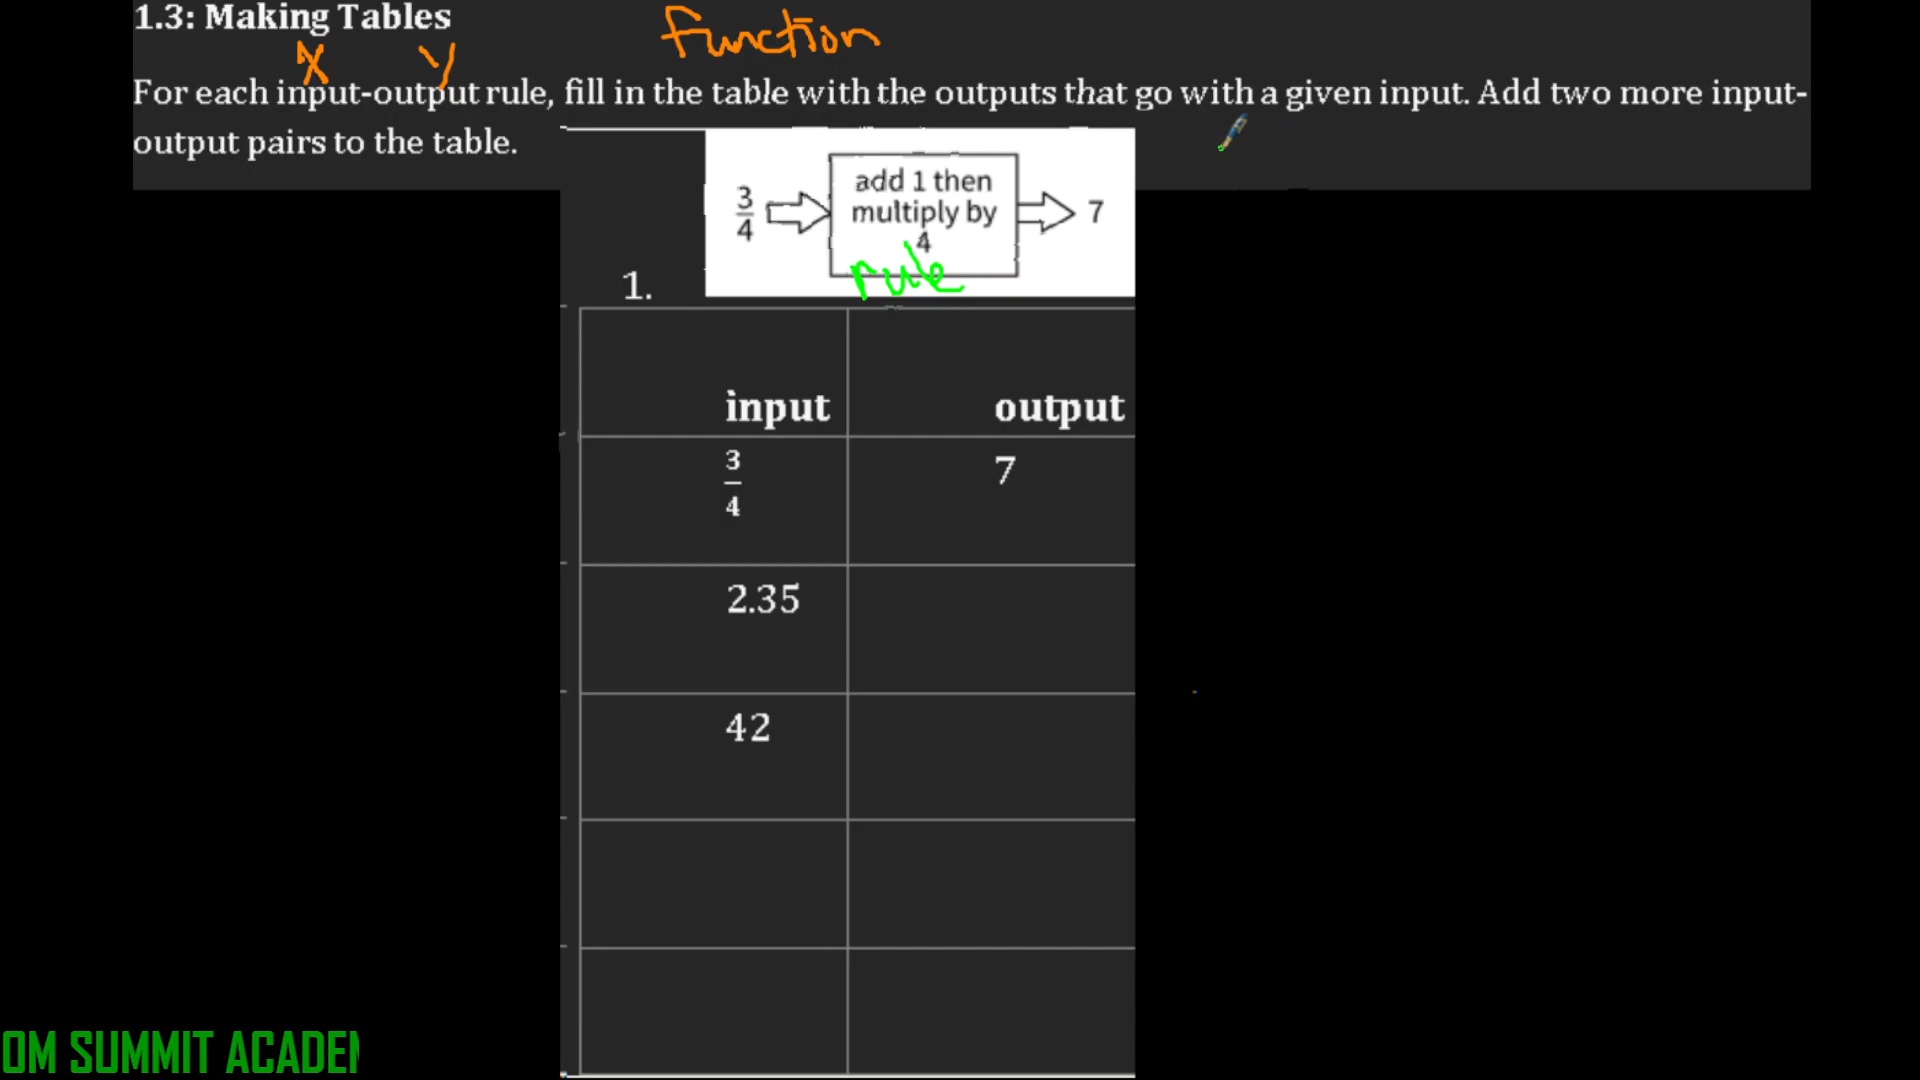 1.3: Making Tables
function
X Y
For each input-output rule, fill in the table with the outputs that go with a given input. Add two more input-
output pairs to the table.
add 1 then
3/4 multiply by 7
4
rule
1.
input output
3/4 7
2.35
42
OM SUMMIT ACADEM